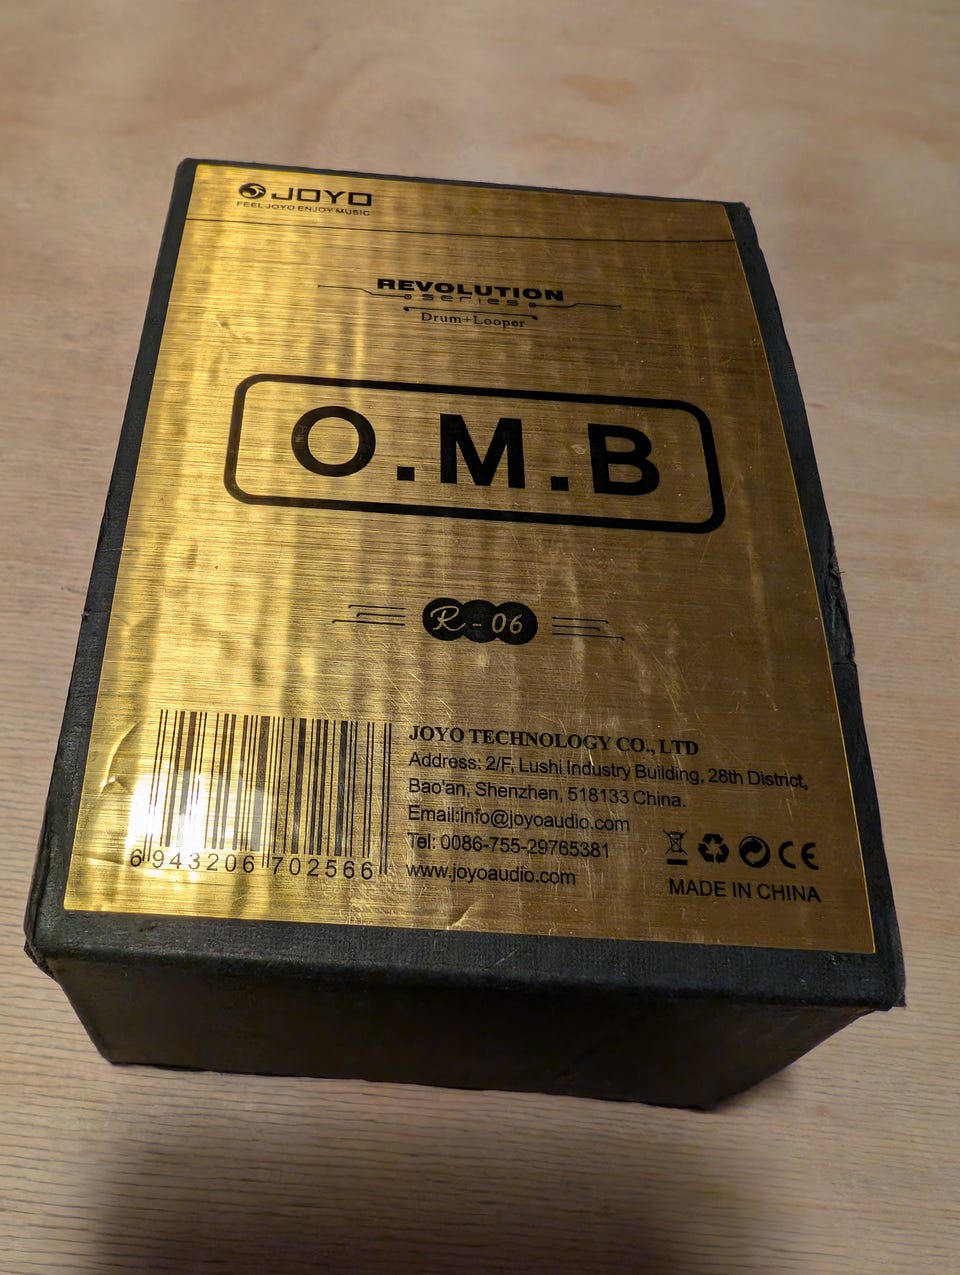 JOYO
FEEL JOYO ENJOY MUSIC
REVOLUTION
series
Drum+Looper
O.M.B
R-06
JOYO TECHNOLOGY CO., LTD
Address: 2/F, Lushi Industry Building, 28th District,
Bao'an, Shenzhen, 518133 China.
Email:info@joyoaudio.com
Tel: 0086-755-29765381
www.joyoaudio.com
6 943206 702566
CE
MADE IN CHINA